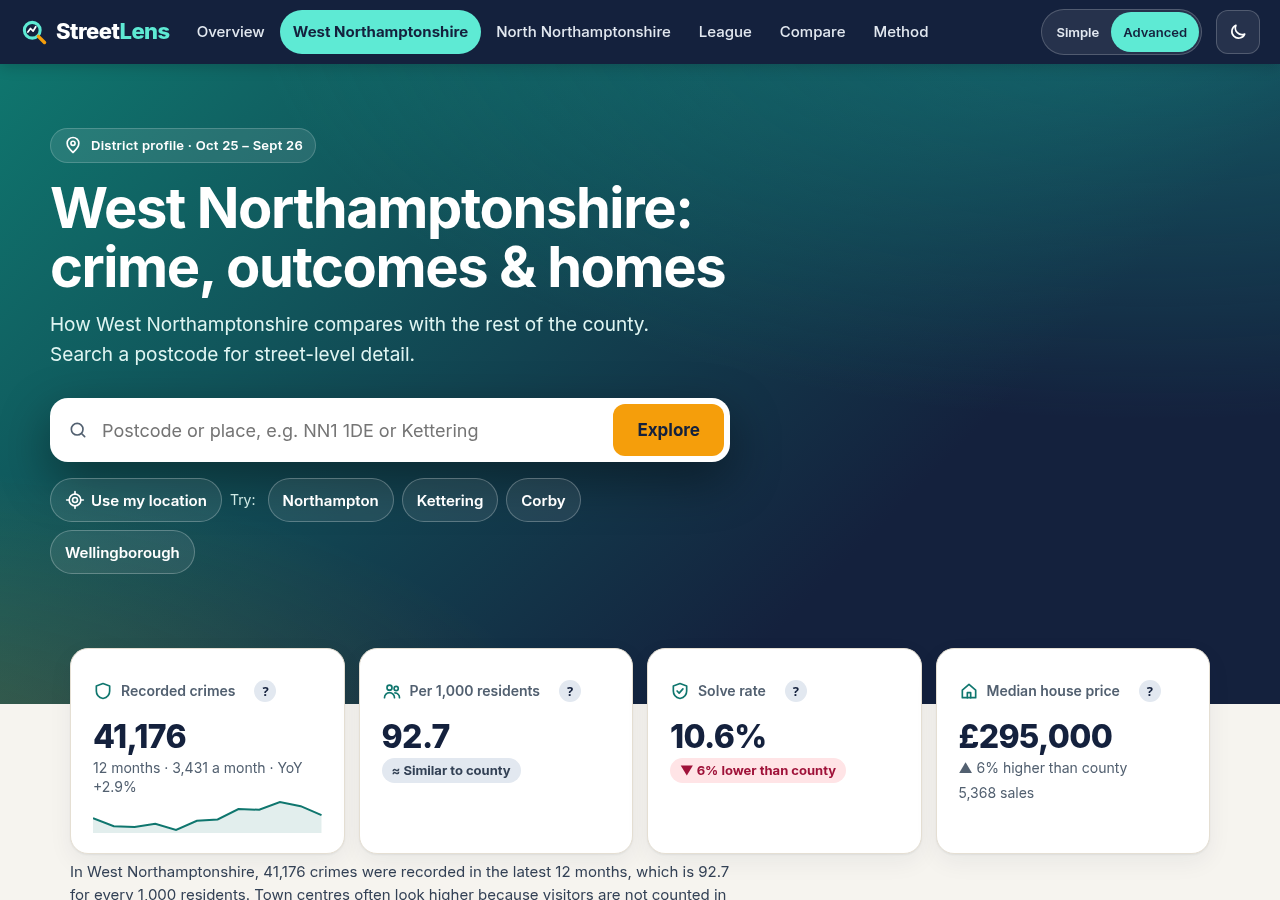 StreetLens Overview West Northamptonshire North Northamptonshire League Compare Method Simple Advanced
District profile · Oct 25 – Sept 26
West Northamptonshire:
crime, outcomes & homes
How West Northamptonshire compares with the rest of the county.
Search a postcode for street-level detail.
Postcode or place, e.g. NN1 1DE or Kettering Explore
Use my location Try: Northampton Kettering Corby
Wellingborough
Recorded crimes ?
41,176
12 months · 3,431 a month · YoY
+2.9%
Per 1,000 residents ?
92.7
≈ Similar to county
Solve rate ?
10.6%
▼ 6% lower than county
Median house price ?
£295,000
▲ 6% higher than county
5,368 sales
In West Northamptonshire, 41,176 crimes were recorded in the latest 12 months, which is 92.7
for every 1,000 residents. Town centres often look higher because visitors are not counted in